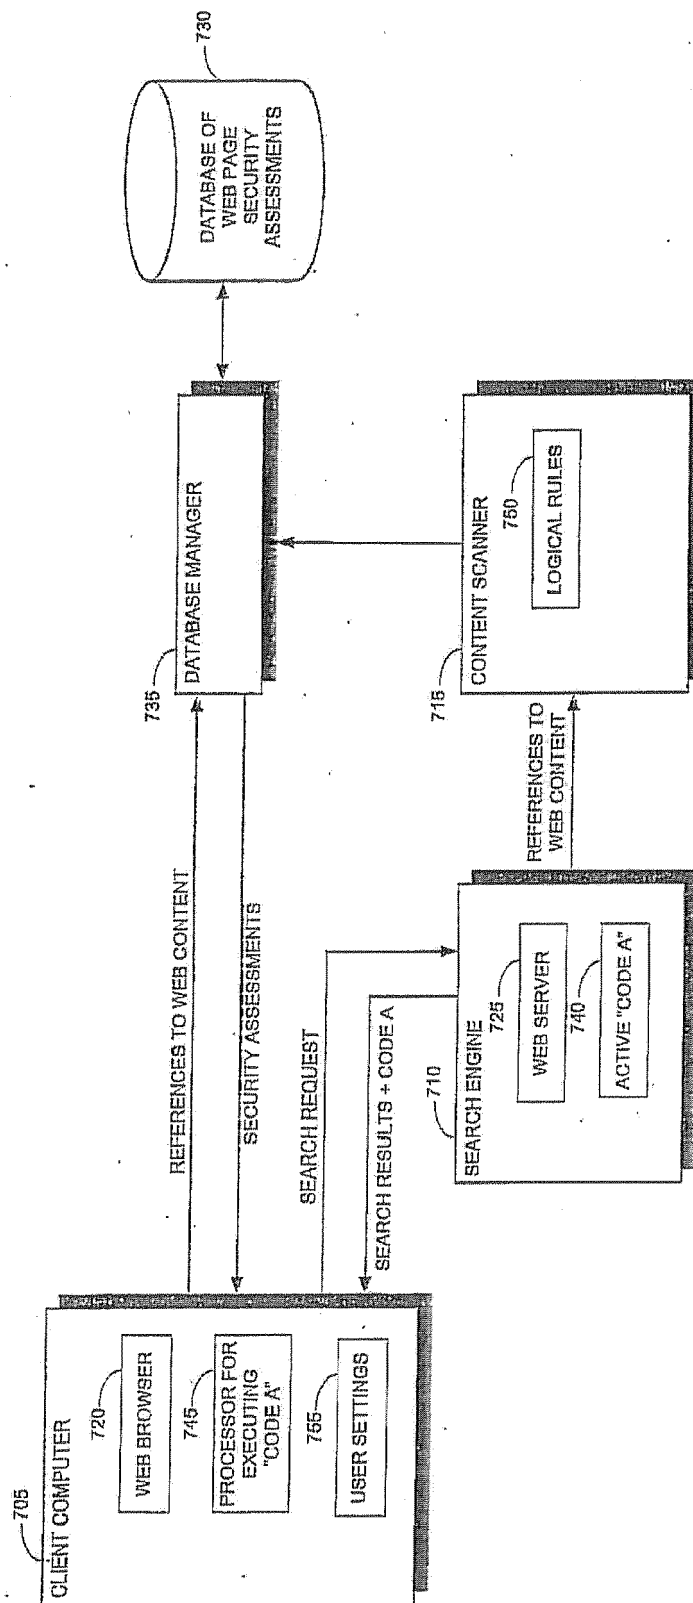 705
CLIENT COMPUTER
720
WEB BROWSER
745
PROCESSOR FOR
EXECUTING
"CODE A"
755
USER SETTINGS
REFERENCES TO WEB CONTENT
SECURITY ASSESSMENTS
SEARCH REQUEST
SEARCH RESULTS + CODE A
710
SEARCH ENGINE
725
WEB SERVER
740
ACTIVE "CODE A"
REFERENCES TO
WEB CONTENT
735
DATABASE MANAGER
715
CONTENT SCANNER
750
LOGICAL RULES
730
DATABASE OF
WEB PAGE
SECURITY
ASSESSMENTS